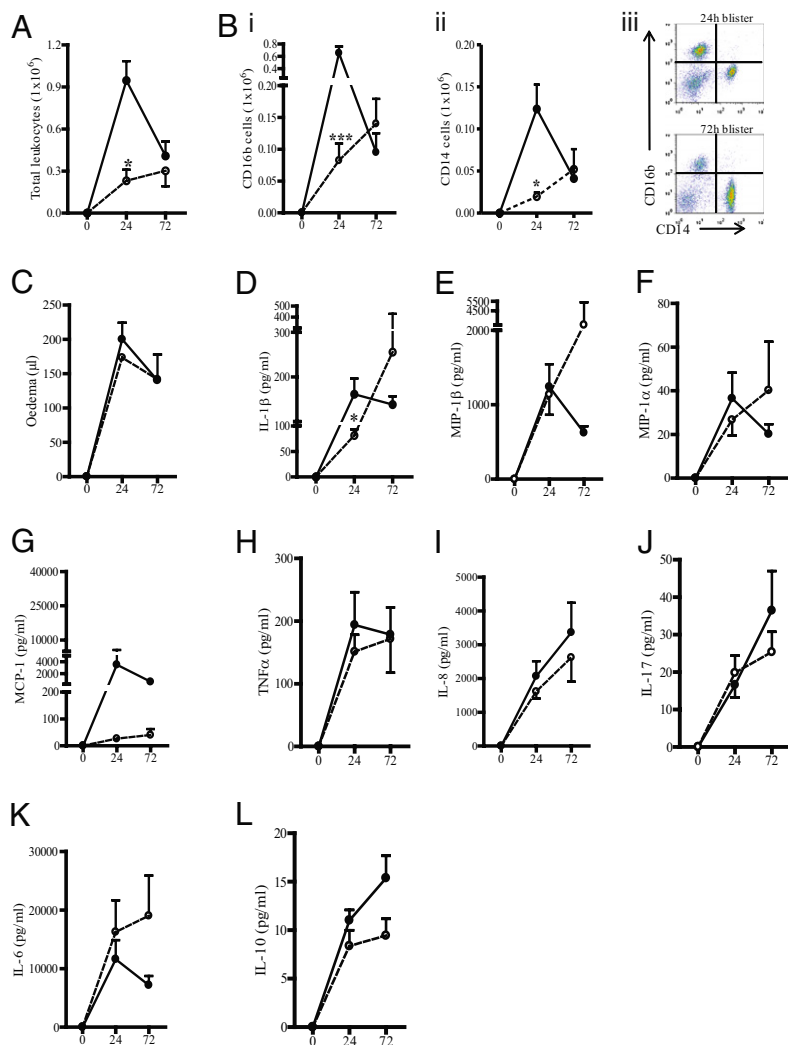 A
Total leukocytes (1x10⁶)
1.2
0.9
0.6
0.3
0.0
*
0 24 72
B i
CD16b cells (1x10⁶)
0.8
0.6
0.4
0.20
0.15
0.10
0.05
0.00
***
0 24 72
ii
CD14 cells (1x10⁶)
0.20
0.15
0.10
0.05
0.00
*
0 24 72
iii
24h blister
72h blister
CD16b
CD14
C
Oedema (µl)
250
200
150
100
50
0
0 24 72
D
IL-1β (pg/ml)
500
400
300
200
100
50
0
*
0 24 72
E
MIP-1β (pg/ml)
5500
4500
2000
1000
0
0 24 72
F
MIP-1α (pg/ml)
80
60
40
20
0
0 24 72
G
MCP-1 (pg/ml)
40000
25000
10000
4000
2000
200
100
0
0 24 72
H
TNFα (pg/ml)
300
200
100
0
0 24 72
I
IL-8 (pg/ml)
5000
4000
3000
2000
1000
0
0 24 72
J
IL-17 (pg/ml)
50
40
30
20
10
0
0 24 72
K
IL-6 (pg/ml)
30000
20000
10000
0
0 24 72
L
IL-10 (pg/ml)
20
15
10
5
0
0 24 72